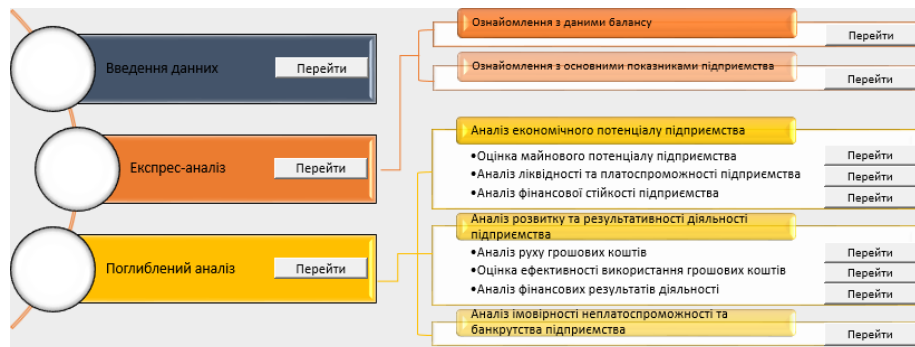 Введення данних
Перейти
Експрес-аналіз
Перейти
Поглиблений аналіз
Перейти
Ознайомлення з даними балансу
Перейти
Ознайомлення з основними показниками підприємства
Перейти
Аналіз економічного потенціалу підприємства
•Оцінка майнового потенціалу підприємства
Перейти
•Аналіз ліквідності та платоспроможності підприємства
Перейти
•Аналіз фінансової стійкості підприємства
Перейти
Аналіз розвитку та результативності діяльності
підприємства
•Аналіз руху грошових коштів
Перейти
•Оцінка ефективності використання грошових коштів
Перейти
•Аналіз фінансових результатів діяльності
Перейти
Аналіз імовірності неплатоспроможності та
банкрутства підприємства
Перейти